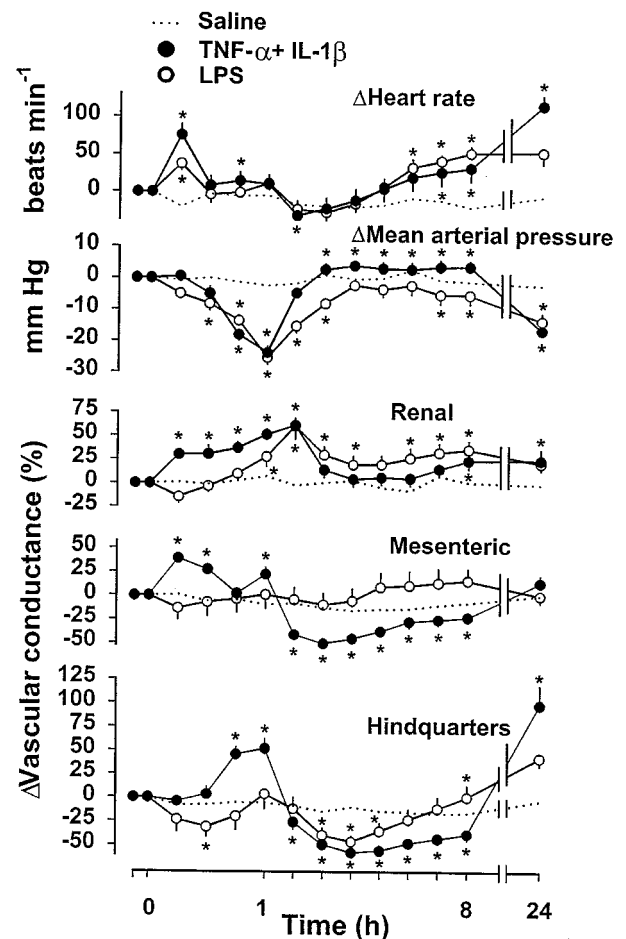 Saline
TNF-α+ IL-1β
LPS
ΔHeart rate
beats min⁻¹
100
50
0
ΔMean arterial pressure
mm Hg
10
0
-10
-20
-30
Renal
75
50
25
0
-25
ΔVascular conductance (%)
Mesenteric
50
25
0
-25
-50
Hindquarters
125
100
75
50
25
0
-25
-50
0 1 8 24
Time (h)